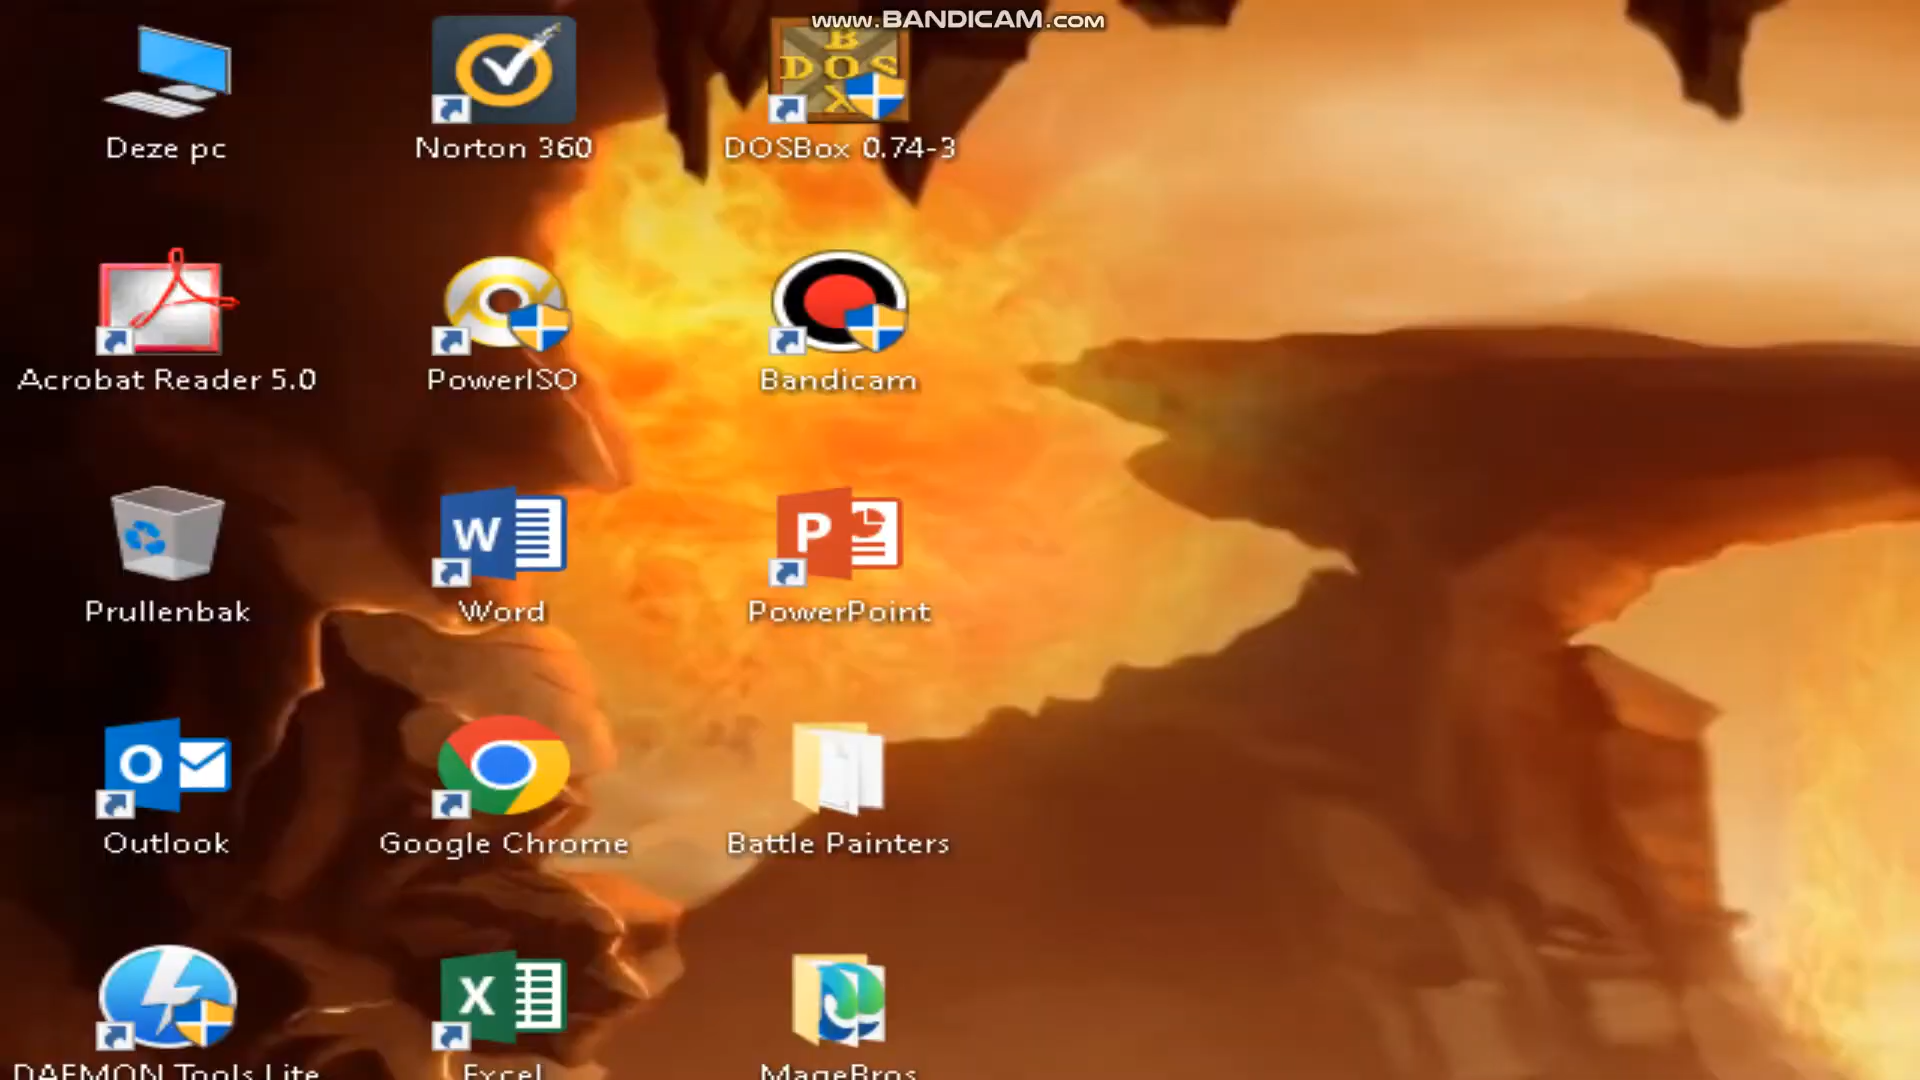 www.BANDICAM.com
Deze pc
Norton 360
DOSBox 0.74-3
Acrobat Reader 5.0
PowerISO
Bandicam
Prullenbak
Word
PowerPoint
Outlook
Google Chrome
Battle Painters
DAEMON Tools Lite
Excel
MageBros